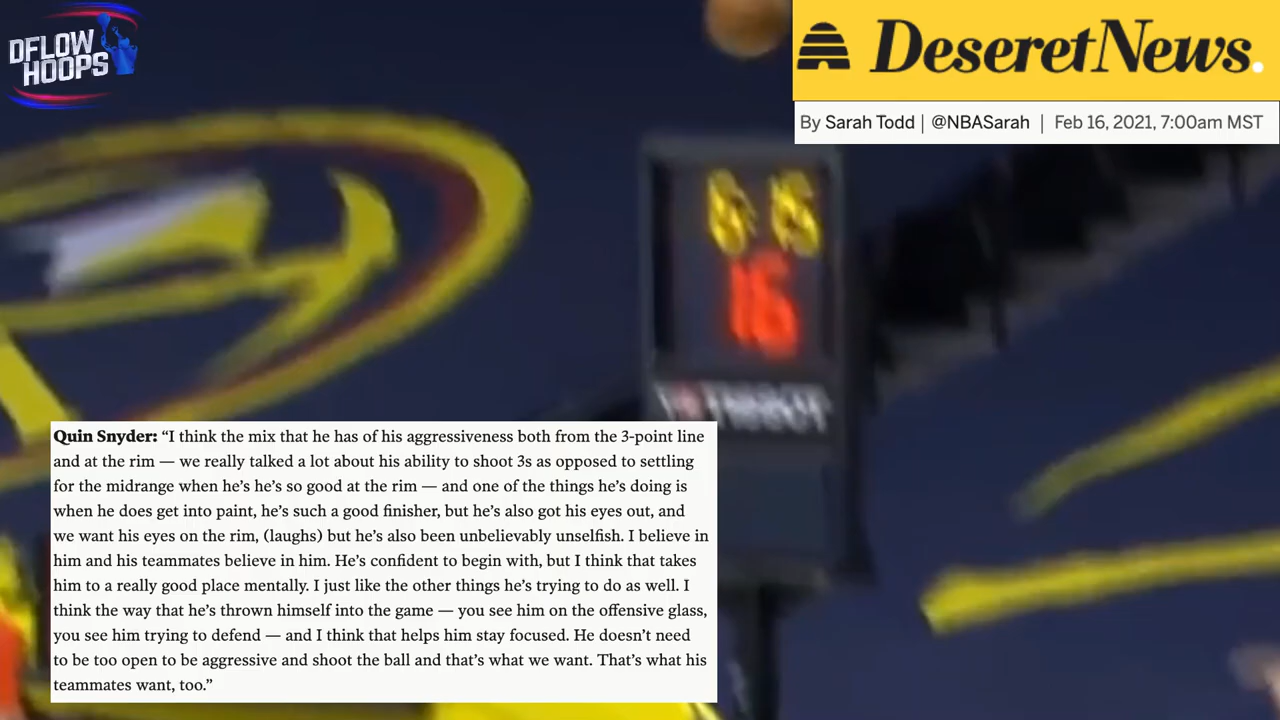 DFLOW
HOOPS
Deseret News.
By Sarah Todd | @NBASarah | Feb 16, 2021, 7:00am MST
6 6
16
TISSOT
Quin Snyder: “I think the mix that he has of his aggressiveness both from the 3-point line
and at the rim — we really talked a lot about his ability to shoot 3s as opposed to settling
for the midrange when he’s he’s so good at the rim — and one of the things he’s doing is
when he does get into paint, he’s such a good finisher, but he’s also got his eyes out, and
we want his eyes on the rim, (laughs) but he’s also been unbelievably unselfish. I believe in
him and his teammates believe in him. He’s confident to begin with, but I think that takes
him to a really good place mentally. I just like the other things he’s trying to do as well. I
think the way that he’s thrown himself into the game — you see him on the offensive glass,
you see him trying to defend — and I think that helps him stay focused. He doesn’t need
to be too open to be aggressive and shoot the ball and that’s what we want. That’s what his
teammates want, too.”